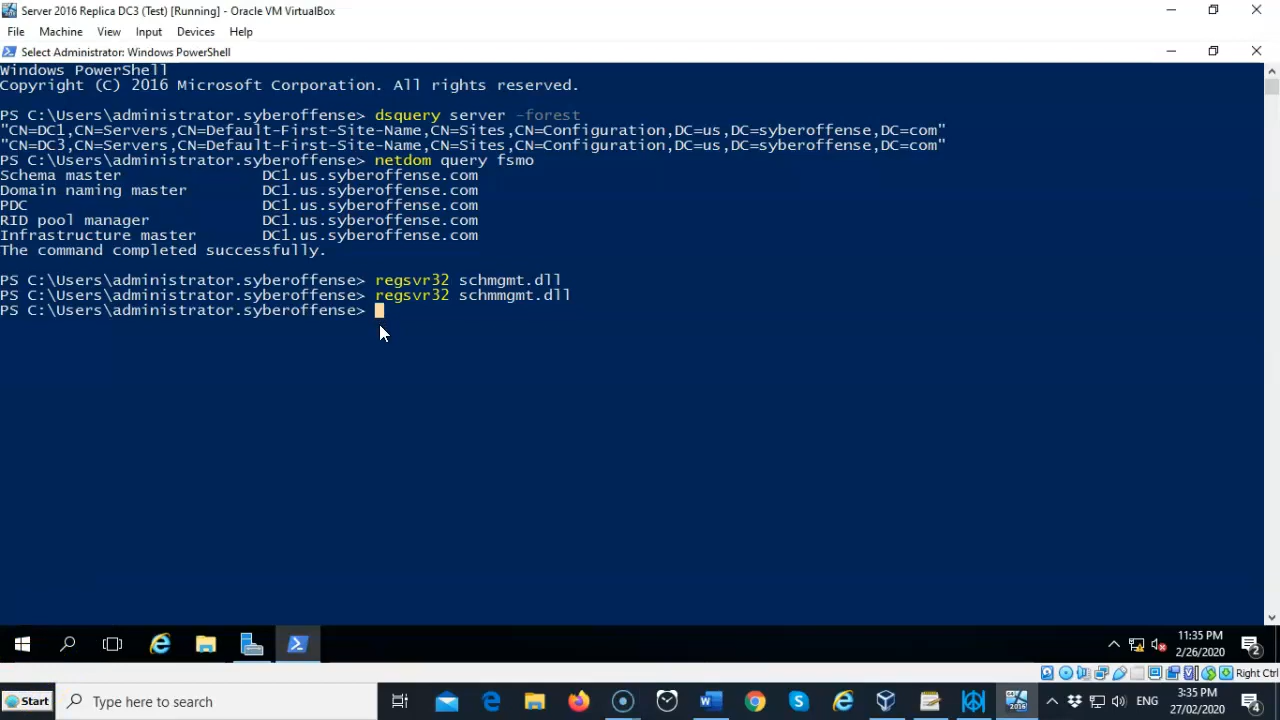 Server 2016 Replica DC3 (Test) [Running] - Oracle VM VirtualBox
File Machine View Input Devices Help
Select Administrator: Windows PowerShell
Windows PowerShell
Copyright (C) 2016 Microsoft Corporation. All rights reserved.
PS C:\Users\administrator.syberoffense> dsquery server -forest
"CN=DC1,CN=Servers,CN=Default-First-Site-Name,CN=Sites,CN=Configuration,DC=us,DC=syberoffense,DC=com"
"CN=DC3,CN=Servers,CN=Default-First-Site-Name,CN=Sites,CN=Configuration,DC=us,DC=syberoffense,DC=com"
PS C:\Users\administrator.syberoffense> netdom query fsmo
Schema master DC1.us.syberoffense.com
Domain naming master DC1.us.syberoffense.com
PDC DC1.us.syberoffense.com
RID pool manager DC1.us.syberoffense.com
Infrastructure master DC1.us.syberoffense.com
The command completed successfully.
PS C:\Users\administrator.syberoffense> regsvr32 schmgmt.dll
PS C:\Users\administrator.syberoffense> regsvr32 schmmgmt.dll
PS C:\Users\administrator.syberoffense>
11:35 PM
2/26/2020
2
Right Ctrl
Start
Type here to search
ENG
3:35 PM
27/02/2020
4